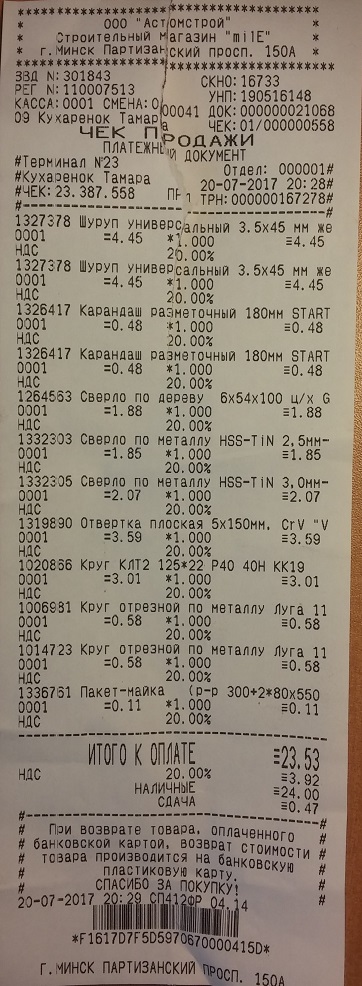 * * * * * * * * * * * * * * * * * * * *
* ООО "Астомстрой" *
* Строительный магазин "milE" *
* г.МИНСК Партизанский просп. 150А *
* * * * * * * * * * * * * * * * * * * *
ЗВД N:301843 СКНО:16733
РЕГ N:110007513 УНП:190516148
КАССА:0001 СМЕНА:000041 ДОК:000000021068
09 Кухаренок Тамара ЧЕК:01/000000558
ЧЕК ПРОДАЖИ
ПЛАТЕЖНЫЙ ДОКУМЕНТ
#Терминал №23 Отдел: 000001#
#Кухаренок Тамара 20-07-2017 20:28#
#ЧЕК: 23.387.558 ТРН:000000167278#
#--------------------------------------#
1327378 Шуруп универсальный 3.5x45 мм же
0001 =4.45 *1.000 ≡4.45
НДС 20.00%
1327378 Шуруп универсальный 3.5x45 мм же
0001 =4.45 *1.000 ≡4.45
НДС 20.00%
1326417 Карандаш разметочный 180мм START
0001 =0.48 *1.000 ≡0.48
НДС 20.00%
1326417 Карандаш разметочный 180мм START
0001 =0.48 *1.000 ≡0.48
НДС 20.00%
1264563 Сверло по дереву 6x54x100 ц/х G
0001 =1.88 *1.000 ≡1.88
НДС 20.00%
1332303 Сверло по металлу HSS-TiN 2,5мм-
0001 =1.85 *1.000 ≡1.85
НДС 20.00%
1332305 Сверло по металлу HSS-TiN 3,0мм-
0001 =2.07 *1.000 ≡2.07
НДС 20.00%
1319890 Отвертка плоская 5x150мм, CrV "V
0001 =3.59 *1.000 ≡3.59
НДС 20.00%
1020866 Круг КЛТ2 125*22 Р40 40Н КК19
0001 =3.01 *1.000 ≡3.01
НДС 20.00%
1006981 Круг отрезной по металлу Луга 11
0001 =0.58 *1.000 ≡0.58
НДС 20.00%
1014723 Круг отрезной по металлу Луга 11
0001 =0.58 *1.000 ≡0.58
НДС 20.00%
1336761 Пакет-майка (р-р 300+2*80x550
0001 =0.11 *1.000 ≡0.11
НДС 20.00%
ИТОГО К ОПЛАТЕ ≡23.53
НДС 20.00% ≡3.92
НАЛИЧНЫЕ ≡24.00
СДАЧА ≡0.47
#--------------------------------------#
# При возврате товара, оплаченного #
# банковской картой, возврат стоимости #
# товара производится на банковскую #
# пластиковую карту. #
# СПАСИБО ЗА ПОКУПКУ! #
20-07-2017 20:29 СП412ФР 04.14
*F1617D7F5D5970670000415D*
Г.МИНСК ПАРТИЗАНСКИЙ ПРОСП. 150А